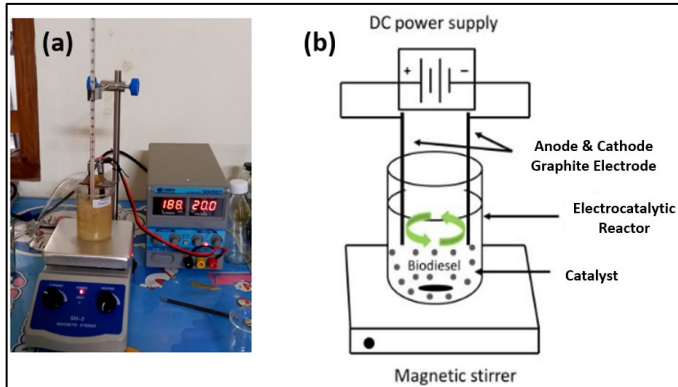 (a)
188 20.0
SH-2
MAGNETIC STIRRER
(b)
DC power supply
+ −
Anode & Cathode
Graphite Electrode
Electrocatalytic
Reactor
Biodiesel
Catalyst
Magnetic stirrer